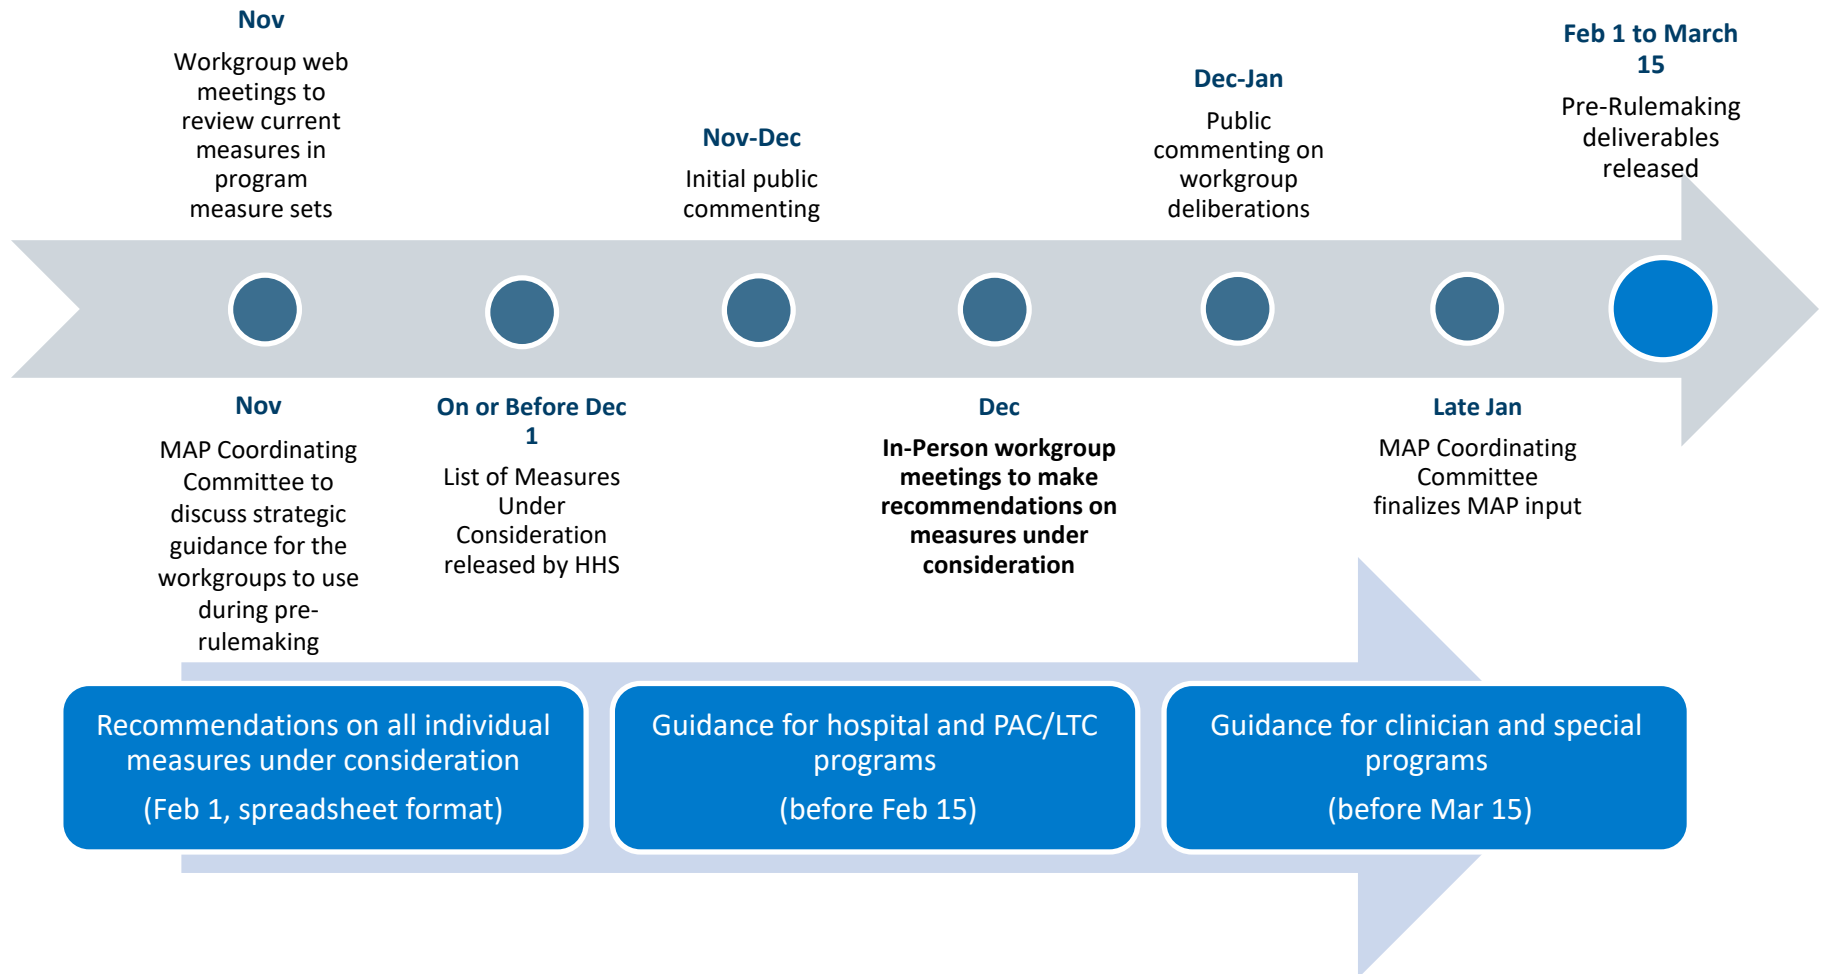 Nov
Workgroup web
meetings to
review current
measures in
program
measure sets
Nov-Dec
Initial public
commenting
Dec-Jan
Public
commenting on
workgroup
deliberations
Feb 1 to March
15
Pre-Rulemaking
deliverables
released
Nov
MAP Coordinating
Committee to
discuss strategic
guidance for the
workgroups to use
during pre-
rulemaking
On or Before Dec
1
List of Measures
Under
Consideration
released by HHS
Dec
In-Person workgroup
meetings to make
recommendations on
measures under
consideration
Late Jan
MAP Coordinating
Committee
finalizes MAP input
Recommendations on all individual
measures under consideration
(Feb 1, spreadsheet format)
Guidance for hospital and PAC/LTC
programs
(before Feb 15)
Guidance for clinician and special
programs
(before Mar 15)